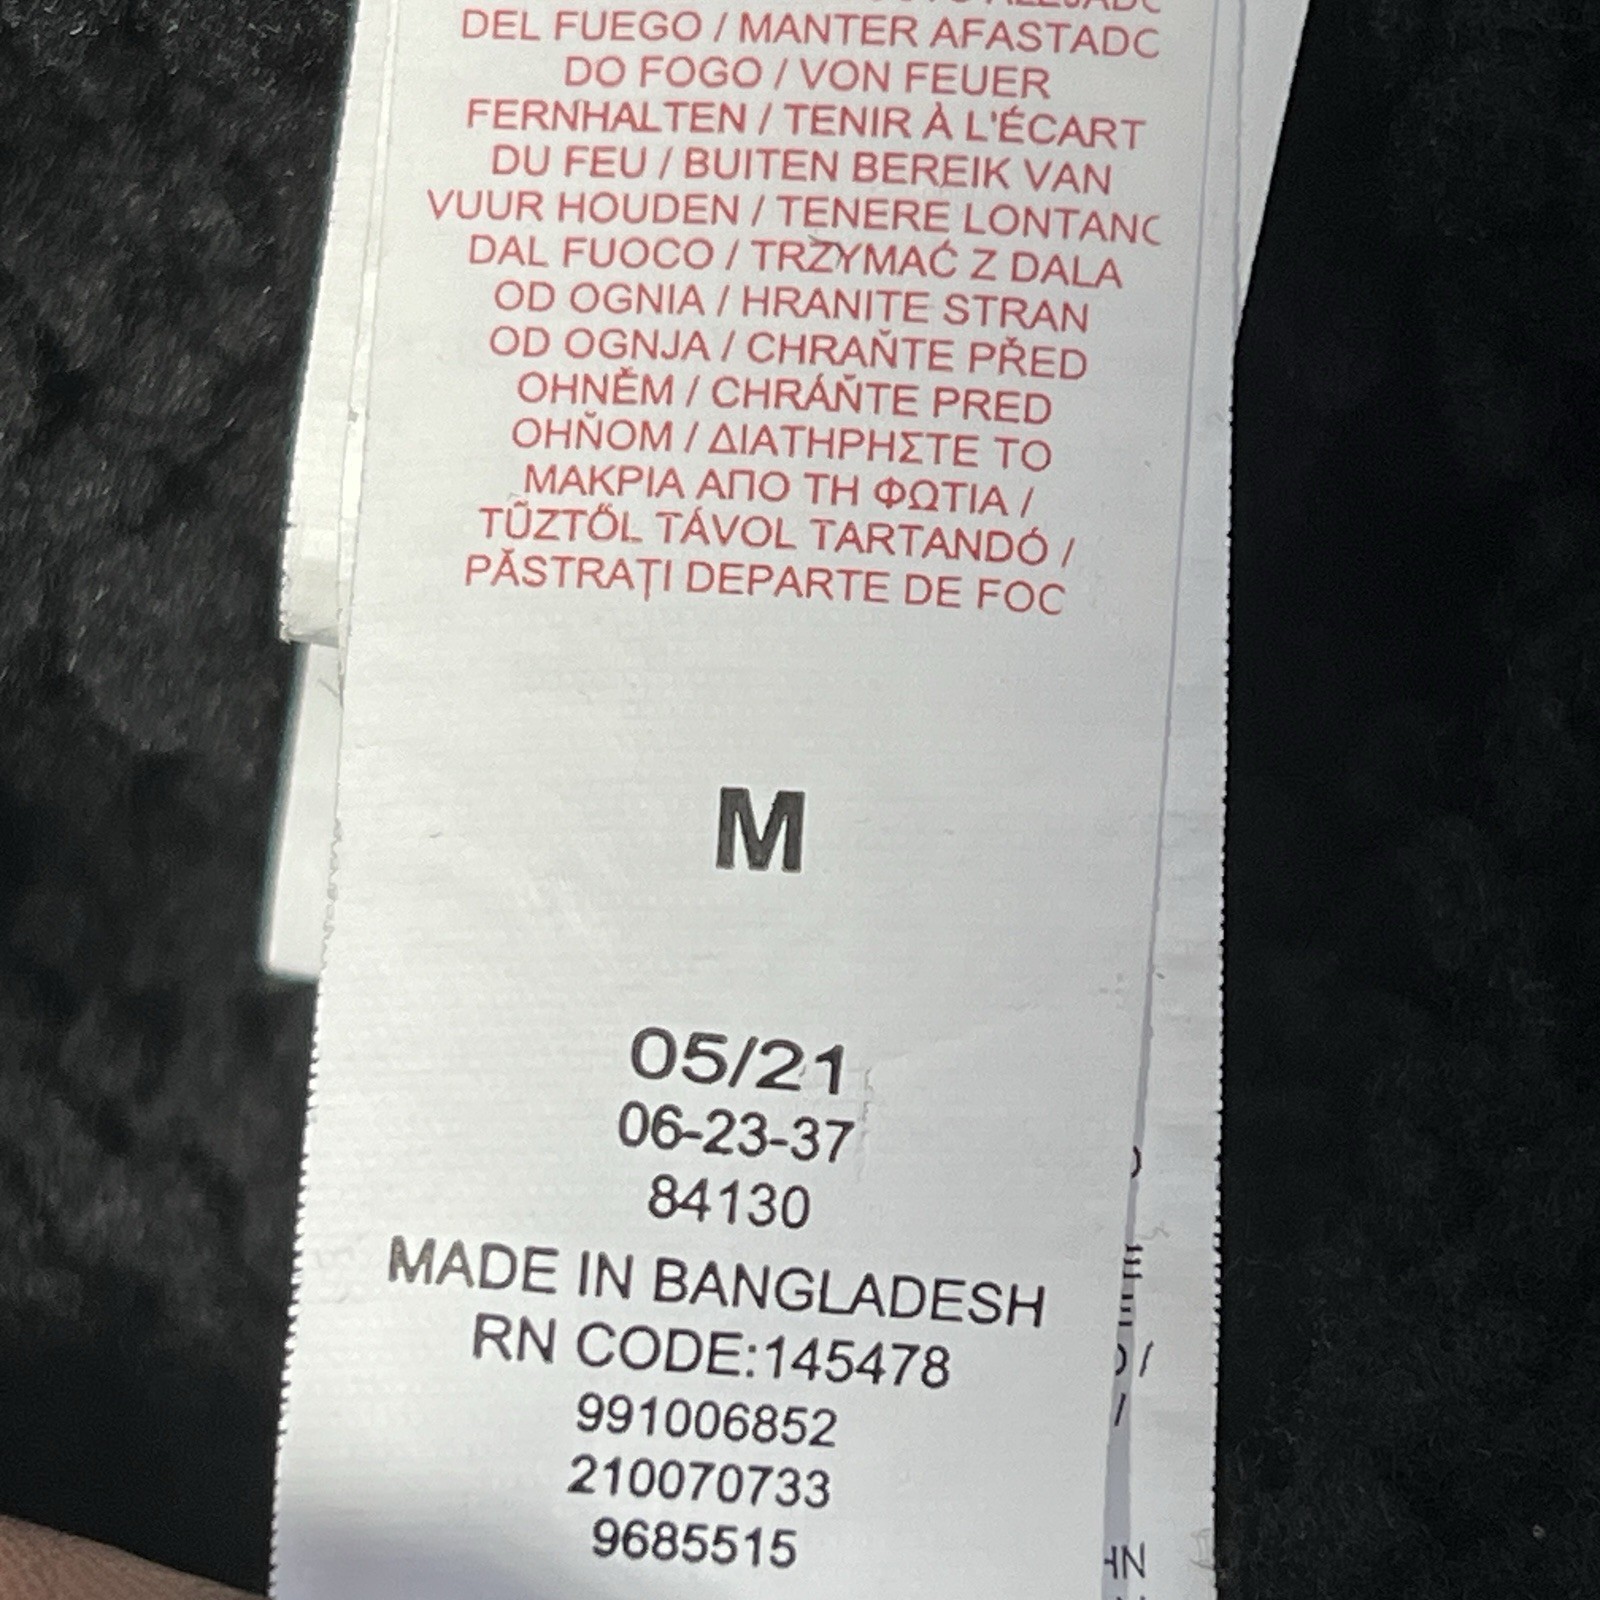 DEL FUEGO / MANTER AFASTADO
DO FOGO / VON FEUER
FERNHALTEN / TENIR À L'ÉCART
DU FEU / BUITEN BEREIK VAN
VUUR HOUDEN / TENERE LONTANO
DAL FUOCO / TRZYMAĆ Z DALA
OD OGNIA / HRANITE STRAN
OD OGNJA / CHRAŇTE PŘED
OHNĚM / CHRÁŇTE PRED
OHŇOM / ΔΙΑΤΗΡΗΣΤΕ ΤΟ
ΜΑΚΡΙΑ ΑΠΟ ΤΗ ΦΩΤΙΑ /
TŰZTŐL TÁVOL TARTANDÓ /
PĂSTRAȚI DEPARTE DE FOC
M
05/21
06-23-37
84130
MADE IN BANGLADESH
RN CODE:145478
991006852
210070733
9685515